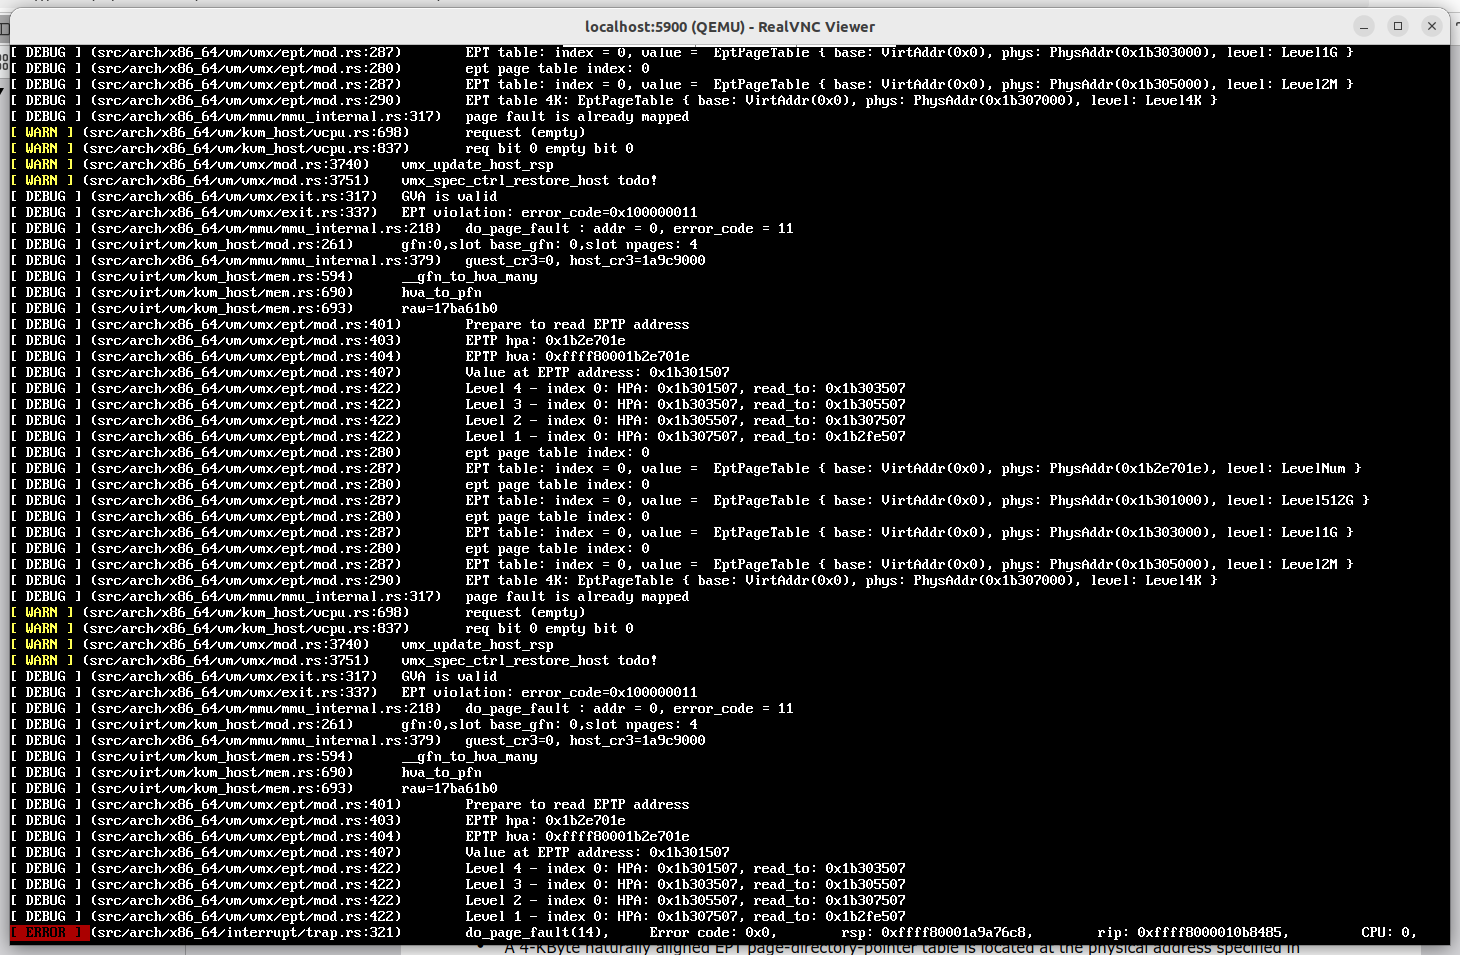 localhost:5900 (QEMU) - RealVNC Viewer
[ DEBUG ] (src/arch/x86_64/vm/vmx/ept/mod.rs:287) EPT table: index = 0, value = EptPageTable { base: VirtAddr(0x0), phys: PhysAddr(0x1b303000), level: Level1G }
[ DEBUG ] (src/arch/x86_64/vm/vmx/ept/mod.rs:280) ept page table index: 0
[ DEBUG ] (src/arch/x86_64/vm/vmx/ept/mod.rs:287) EPT table: index = 0, value = EptPageTable { base: VirtAddr(0x0), phys: PhysAddr(0x1b305000), level: Level2M }
[ DEBUG ] (src/arch/x86_64/vm/vmx/ept/mod.rs:290) EPT table 4K: EptPageTable { base: VirtAddr(0x0), phys: PhysAddr(0x1b307000), level: Level4K }
[ DEBUG ] (src/arch/x86_64/vm/mmu/mmu_internal.rs:317) page fault is already mapped
[ WARN ] (src/arch/x86_64/vm/kvm_host/vcpu.rs:698) request (empty)
[ WARN ] (src/arch/x86_64/vm/kvm_host/vcpu.rs:837) req bit 0 empty bit 0
[ WARN ] (src/arch/x86_64/vm/vmx/mod.rs:3740) vmx_update_host_rsp
[ WARN ] (src/arch/x86_64/vm/vmx/mod.rs:3751) vmx_spec_ctrl_restore_host todo!
[ DEBUG ] (src/arch/x86_64/vm/vmx/exit.rs:317) GVA is valid
[ DEBUG ] (src/arch/x86_64/vm/vmx/exit.rs:337) EPT violation: error_code=0x100000011
[ DEBUG ] (src/arch/x86_64/vm/mmu/mmu_internal.rs:218) do_page_fault : addr = 0, error_code = 11
[ DEBUG ] (src/virt/vm/kvm_host/mod.rs:261) gfn:0,slot base_gfn: 0,slot npages: 4
[ DEBUG ] (src/arch/x86_64/vm/mmu/mmu_internal.rs:379) guest_cr3=0, host_cr3=1a9c9000
[ DEBUG ] (src/virt/vm/kvm_host/mem.rs:594) __gfn_to_hva_many
[ DEBUG ] (src/virt/vm/kvm_host/mem.rs:690) hva_to_pfn
[ DEBUG ] (src/virt/vm/kvm_host/mem.rs:693) raw=17ba61b0
[ DEBUG ] (src/arch/x86_64/vm/vmx/ept/mod.rs:401) Prepare to read EPTP address
[ DEBUG ] (src/arch/x86_64/vm/vmx/ept/mod.rs:403) EPTP hpa: 0x1b2e701e
[ DEBUG ] (src/arch/x86_64/vm/vmx/ept/mod.rs:404) EPTP hva: 0xffff80001b2e701e
[ DEBUG ] (src/arch/x86_64/vm/vmx/ept/mod.rs:407) Value at EPTP address: 0x1b301507
[ DEBUG ] (src/arch/x86_64/vm/vmx/ept/mod.rs:422) Level 4 - index 0: HPA: 0x1b301507, read_to: 0x1b303507
[ DEBUG ] (src/arch/x86_64/vm/vmx/ept/mod.rs:422) Level 3 - index 0: HPA: 0x1b303507, read_to: 0x1b305507
[ DEBUG ] (src/arch/x86_64/vm/vmx/ept/mod.rs:422) Level 2 - index 0: HPA: 0x1b305507, read_to: 0x1b307507
[ DEBUG ] (src/arch/x86_64/vm/vmx/ept/mod.rs:422) Level 1 - index 0: HPA: 0x1b307507, read_to: 0x1b2fe507
[ DEBUG ] (src/arch/x86_64/vm/vmx/ept/mod.rs:280) ept page table index: 0
[ DEBUG ] (src/arch/x86_64/vm/vmx/ept/mod.rs:287) EPT table: index = 0, value = EptPageTable { base: VirtAddr(0x0), phys: PhysAddr(0x1b2e701e), level: LevelNum }
[ DEBUG ] (src/arch/x86_64/vm/vmx/ept/mod.rs:280) ept page table index: 0
[ DEBUG ] (src/arch/x86_64/vm/vmx/ept/mod.rs:287) EPT table: index = 0, value = EptPageTable { base: VirtAddr(0x0), phys: PhysAddr(0x1b301000), level: Level512G }
[ DEBUG ] (src/arch/x86_64/vm/vmx/ept/mod.rs:280) ept page table index: 0
[ DEBUG ] (src/arch/x86_64/vm/vmx/ept/mod.rs:287) EPT table: index = 0, value = EptPageTable { base: VirtAddr(0x0), phys: PhysAddr(0x1b303000), level: Level1G }
[ DEBUG ] (src/arch/x86_64/vm/vmx/ept/mod.rs:280) ept page table index: 0
[ DEBUG ] (src/arch/x86_64/vm/vmx/ept/mod.rs:287) EPT table: index = 0, value = EptPageTable { base: VirtAddr(0x0), phys: PhysAddr(0x1b305000), level: Level2M }
[ DEBUG ] (src/arch/x86_64/vm/vmx/ept/mod.rs:290) EPT table 4K: EptPageTable { base: VirtAddr(0x0), phys: PhysAddr(0x1b307000), level: Level4K }
[ DEBUG ] (src/arch/x86_64/vm/mmu/mmu_internal.rs:317) page fault is already mapped
[ WARN ] (src/arch/x86_64/vm/kvm_host/vcpu.rs:698) request (empty)
[ WARN ] (src/arch/x86_64/vm/kvm_host/vcpu.rs:837) req bit 0 empty bit 0
[ WARN ] (src/arch/x86_64/vm/vmx/mod.rs:3740) vmx_update_host_rsp
[ WARN ] (src/arch/x86_64/vm/vmx/mod.rs:3751) vmx_spec_ctrl_restore_host todo!
[ DEBUG ] (src/arch/x86_64/vm/vmx/exit.rs:317) GVA is valid
[ DEBUG ] (src/arch/x86_64/vm/vmx/exit.rs:337) EPT violation: error_code=0x100000011
[ DEBUG ] (src/arch/x86_64/vm/mmu/mmu_internal.rs:218) do_page_fault : addr = 0, error_code = 11
[ DEBUG ] (src/virt/vm/kvm_host/mod.rs:261) gfn:0,slot base_gfn: 0,slot npages: 4
[ DEBUG ] (src/arch/x86_64/vm/mmu/mmu_internal.rs:379) guest_cr3=0, host_cr3=1a9c9000
[ DEBUG ] (src/virt/vm/kvm_host/mem.rs:594) __gfn_to_hva_many
[ DEBUG ] (src/virt/vm/kvm_host/mem.rs:690) hva_to_pfn
[ DEBUG ] (src/virt/vm/kvm_host/mem.rs:693) raw=17ba61b0
[ DEBUG ] (src/arch/x86_64/vm/vmx/ept/mod.rs:401) Prepare to read EPTP address
[ DEBUG ] (src/arch/x86_64/vm/vmx/ept/mod.rs:403) EPTP hpa: 0x1b2e701e
[ DEBUG ] (src/arch/x86_64/vm/vmx/ept/mod.rs:404) EPTP hva: 0xffff80001b2e701e
[ DEBUG ] (src/arch/x86_64/vm/vmx/ept/mod.rs:407) Value at EPTP address: 0x1b301507
[ DEBUG ] (src/arch/x86_64/vm/vmx/ept/mod.rs:422) Level 4 - index 0: HPA: 0x1b301507, read_to: 0x1b303507
[ DEBUG ] (src/arch/x86_64/vm/vmx/ept/mod.rs:422) Level 3 - index 0: HPA: 0x1b303507, read_to: 0x1b305507
[ DEBUG ] (src/arch/x86_64/vm/vmx/ept/mod.rs:422) Level 2 - index 0: HPA: 0x1b305507, read_to: 0x1b307507
[ DEBUG ] (src/arch/x86_64/vm/vmx/ept/mod.rs:422) Level 1 - index 0: HPA: 0x1b307507, read_to: 0x1b2fe507
[ ERROR ] (src/arch/x86_64/interrupt/trap.rs:321) do_page_fault(14), Error code: 0x0, rsp: 0xffff80001a9a76c8, rip: 0xffff8000010b8485, CPU: 0,
A 4-KByte naturally aligned EPT page-directory-pointer table is located at the physical address specified in